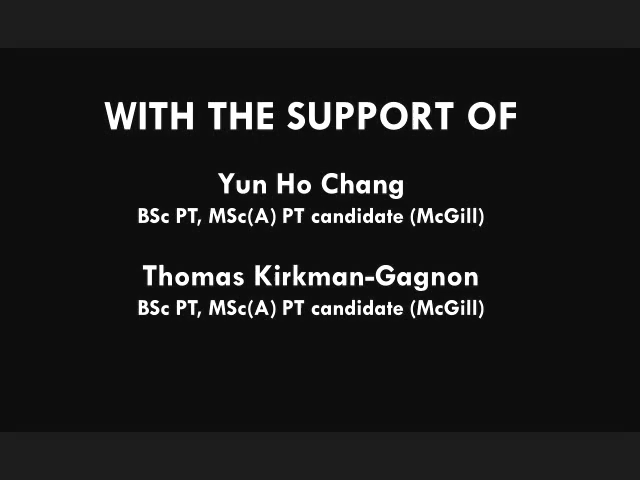 WITH THE SUPPORT OF
Yun Ho Chang
BSc PT, MSc(A) PT candidate (McGill)
Thomas Kirkman-Gagnon
BSc PT, MSc(A) PT candidate (McGill)